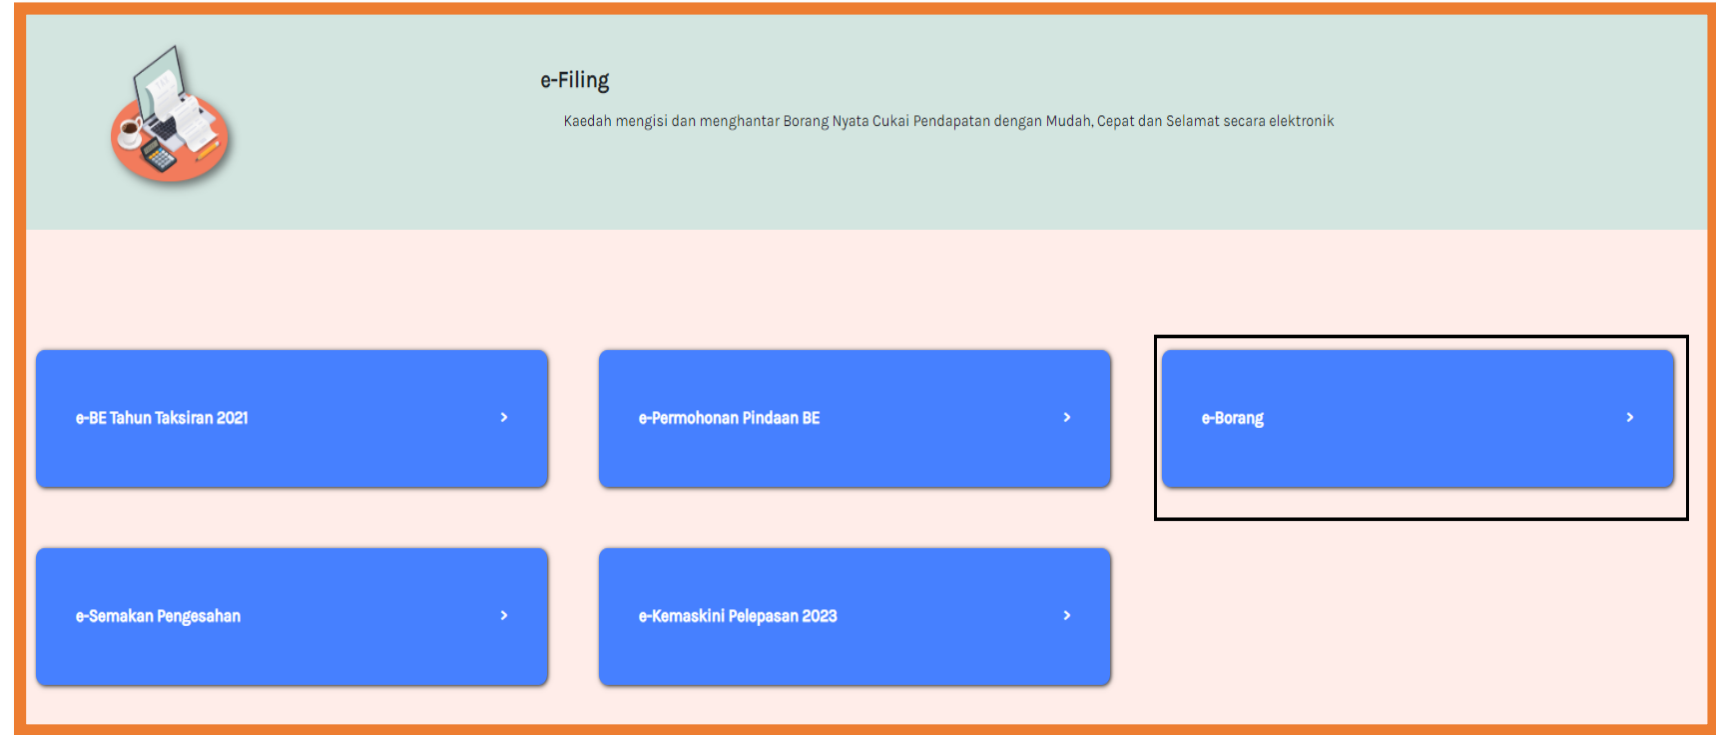 e-Filing
Kaedah mengisi dan menghantar Borang Nyata Cukai Pendapatan dengan Mudah, Cepat dan Selamat secara elektronik
e-BE Tahun Taksiran 2021
e-Permohonan Pindaan BE
e-Borang
e-Semakan Pengesahan
e-Kemaskini Pelepasan 2023